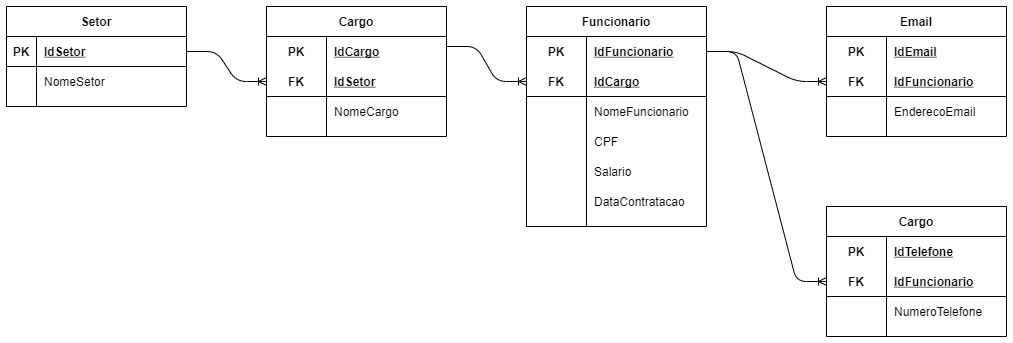 Setor
PK IdSetor
NomeSetor
Cargo
PK IdCargo
FK IdSetor
NomeCargo
Funcionario
PK IdFuncionario
FK IdCargo
NomeFuncionario
CPF
Salario
DataContratacao
Email
PK IdEmail
FK IdFuncionario
EnderecoEmail
Cargo
PK IdTelefone
FK IdFuncionario
NumeroTelefone